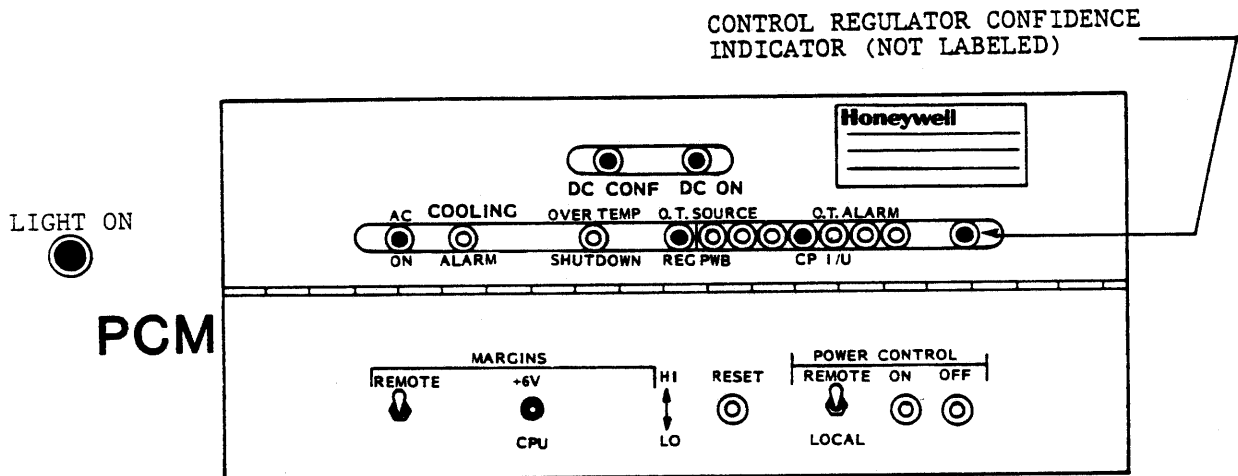 CONTROL REGULATOR CONFIDENCE
INDICATOR (NOT LABELED)
Honeywell
DC CONF DC ON
LIGHT ON
AC COOLING OVER TEMP O.T. SOURCE O.T. ALARM
ON ALARM SHUTDOWN REG PWB CP I/U
PCM
MARGINS POWER CONTROL
REMOTE +6V HI RESET REMOTE ON OFF
CPU LO LOCAL